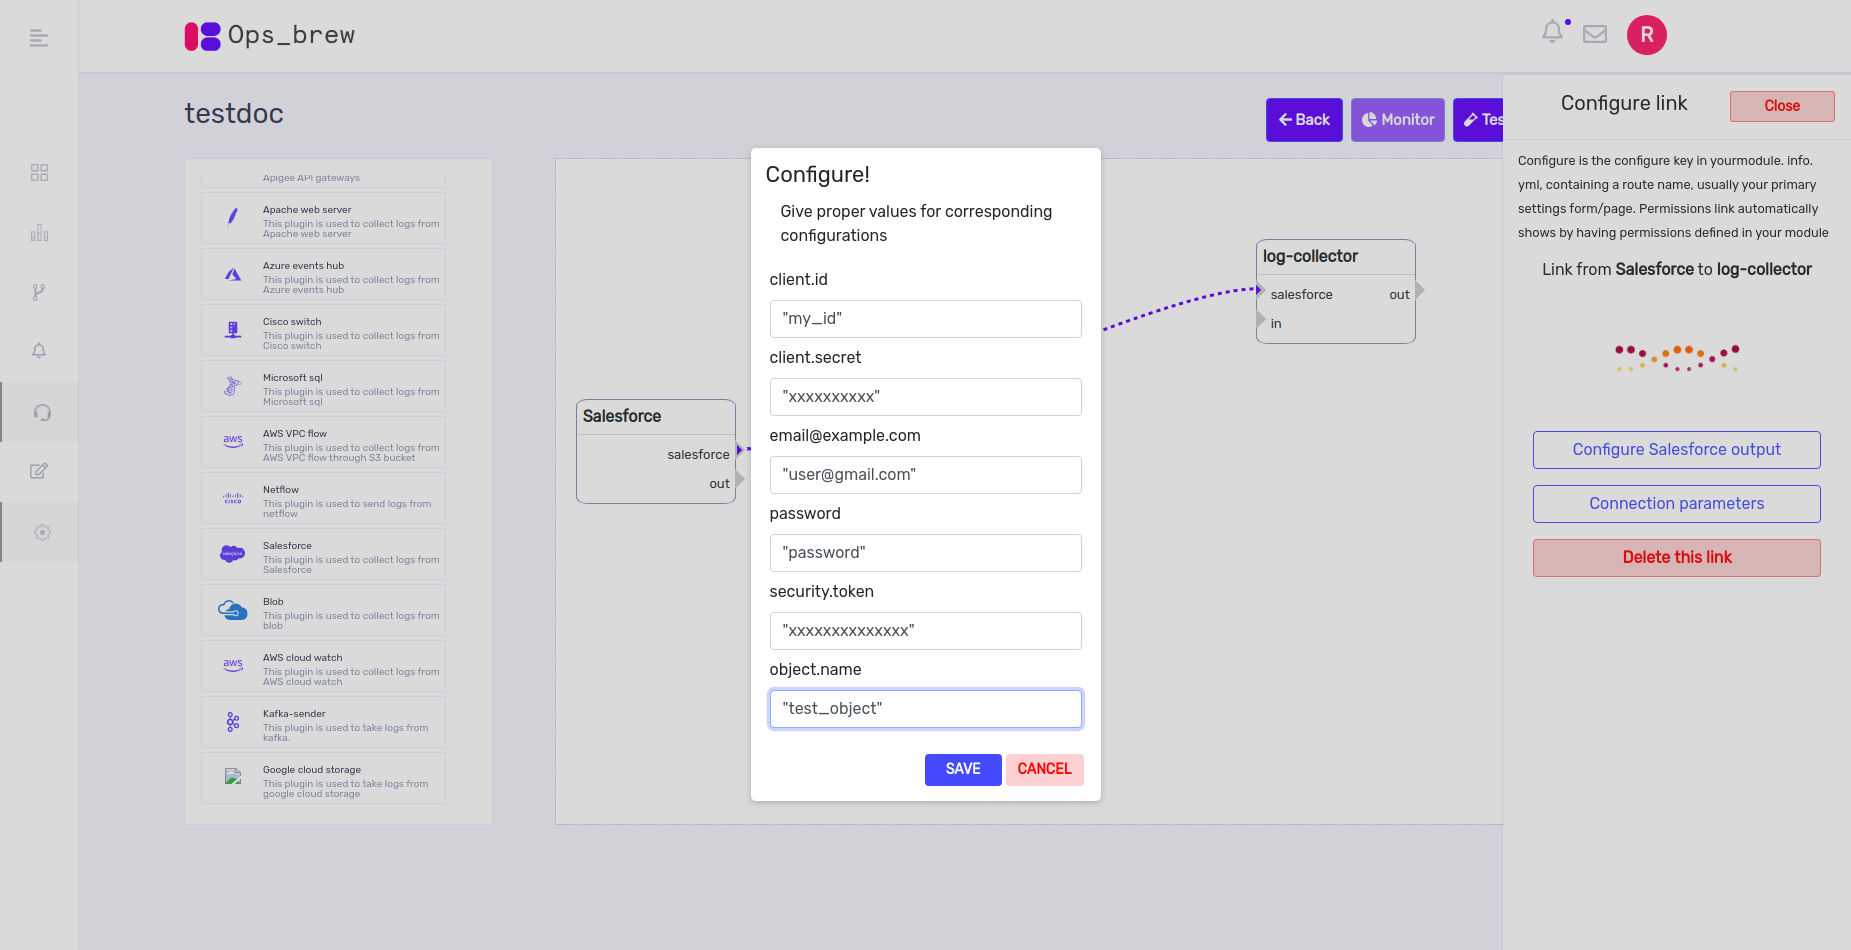 Ops_brew
R
testdoc
Back
Monitor
Tes
Configure link
Close
Configure is the configure key in yourmodule. info.
yml, containing a route name, usually your primary
settings form/page. Permissions link automatically
shows by having permissions defined in your module
Link from Salesforce to log-collector
Configure Salesforce output
Connection parameters
Delete this link
Apigee API gateways
Apache web server
This plugin is used to collect logs from
Apache web server
Azure events hub
This plugin is used to collect logs from
Azure events hub
Cisco switch
This plugin is used to collect logs from
Cisco switch
Microsoft sql
This plugin is used to collect logs from
Microsoft sql
aws
AWS VPC flow
This plugin is used to collect logs from
AWS VPC flow through S3 bucket
cisco
Netflow
This plugin is used to send logs from
netflow
salesforce
Salesforce
This plugin is used to collect logs from
Salesforce
Blob
This plugin is used to collect logs from
blob
aws
AWS cloud watch
This plugin is used to collect logs from
AWS cloud watch
Kafka-sender
This plugin is used to take logs from
kafka.
Google cloud storage
This plugin is used to take logs from
google cloud storage
Salesforce
salesforce
out
log-collector
salesforce
out
in
Configure!
Give proper values for corresponding
configurations
client.id
"my_id"
client.secret
"xxxxxxxxxx"
email@example.com
"user@gmail.com"
password
"password"
security.token
"xxxxxxxxxxxxxx"
object.name
"test_object"
SAVE
CANCEL